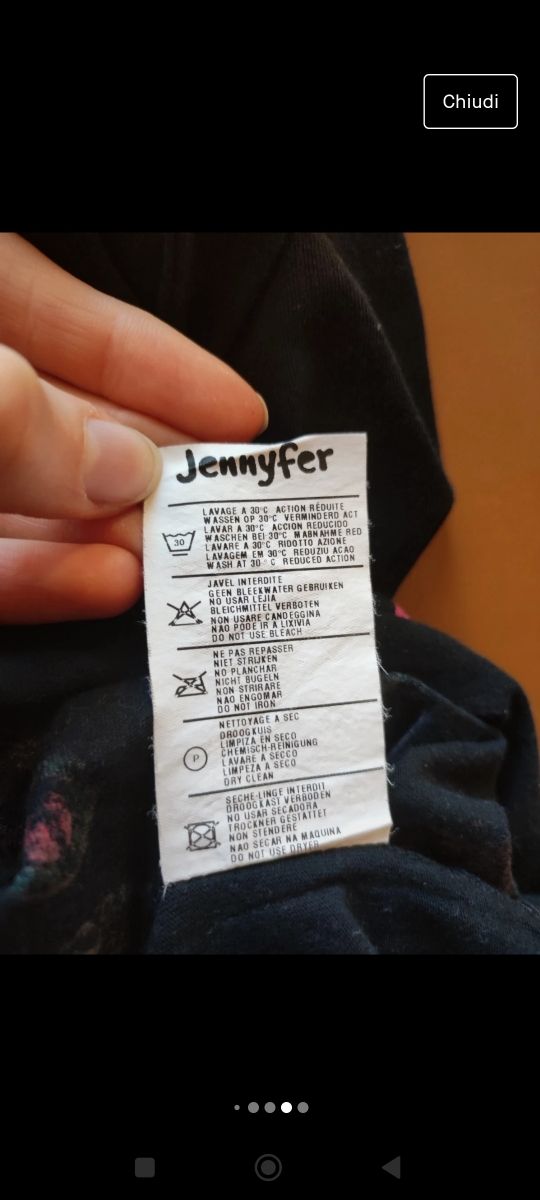 Chiudi
Jennyfer
LAVAGE A 30°C ACTION RÉDUITE
WASSEN OP 30°C VERMINDERD ACT
LAVAR A 30°C ACCION REDUCIDO
WASCHEN BEI 30°C MABNAHME RED
LAVARE A 30°C RIDOTTO AZIONE
LAVAGEM EM 30°C REDUZIU ACAO
WASH AT 30°C REDUCED ACTION
30
JAVEL INTERDITE
GEEN BLEEKWATER GEBRUIKEN
NO USAR LEJIA
BLEICHMITTEL VERBOTEN
NON USARE CANDEGGINA
NAO PODE IR A LIXIVIA
DO NOT USE BLEACH
NE PAS REPASSER
NIET STRIJKEN
NO PLANCHAR
NICHT BUGELN
NON STIRARE
NAO ENGOMAR
DO NOT IRON
NETTOYAGE A SEC
DROOGKUIS
LIMPIZA EN SECO
CHEMISCH-REINIGUNG
LAVARE A SECCO
LIMPEZA A SECO
DRY CLEAN
P
SECHE-LINGE INTERDIT
DROOGKAST VERBODEN
NO USAR SECADORA
TROCKNER GESTATTET
NON STENDERE
NAO SECAR NA MAQUINA
DO NOT USE DRYER